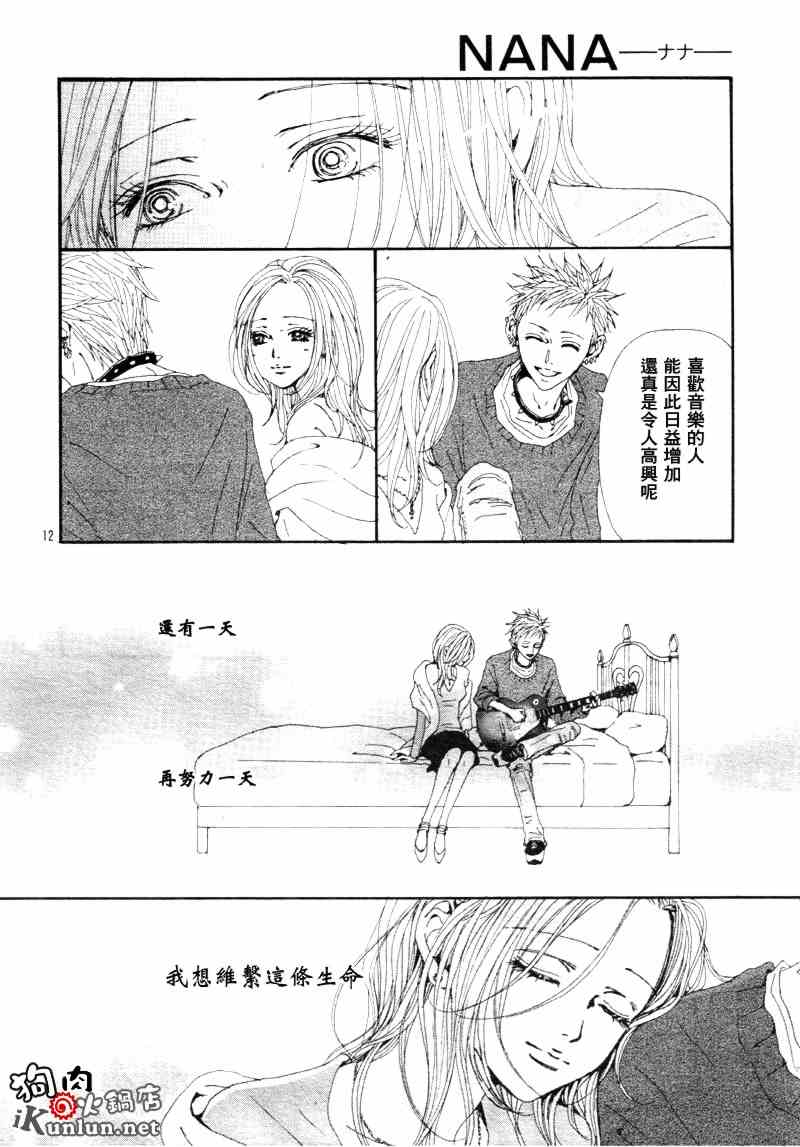 NANA——ナナ——
喜歡音樂的人
能因此日益增加
還真是令人高興呢
12
還有一天
再努力一天
我想維繫這條生命
狗肉
火鍋店
iKunlun.net